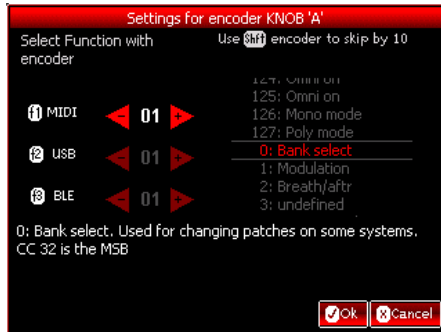 Settings for encoder KNOB 'A'
Select Function with encoder
Use Shft encoder to skip by 10
124: Omni on
125: Omni on
126: Mono mode
127: Poly mode
0: Bank select
1: Modulation
2: Breath/aftr
3: undefined
f1 MIDI - 01 +
f2 USB - 01 +
f3 BLE - 01 +
0: Bank select. Used for changing patches on some systems.
CC 32 is the MSB
Ok
Cancel